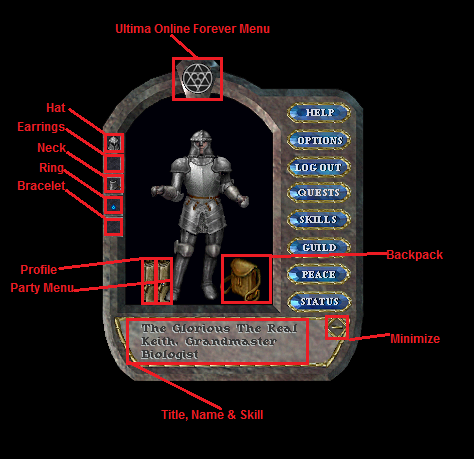 Ultima Online Forever Menu
Hat
Earrings
Neck
Ring
Bracelet
HELP
OPTIONS
LOG OUT
QUESTS
SKILLS
GUILD
PEACE
STATUS
Backpack
Profile
Party Menu
The Glorious The Real
Keith, Grandmaster
Biologist
Minimize
Title, Name & Skill